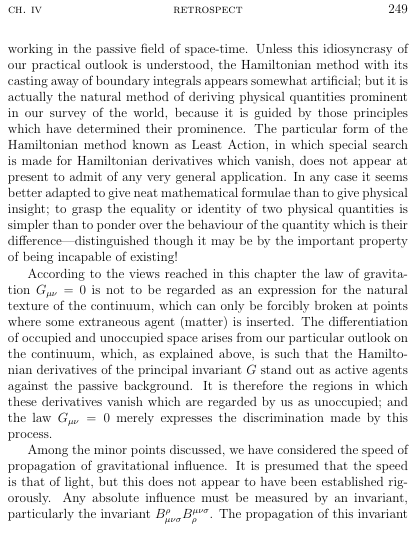 CH. IV RETROSPECT 249
working in the passive field of space-time. Unless this idiosyncrasy of
our practical outlook is understood, the Hamiltonian method with its
casting away of boundary integrals appears somewhat artificial; but it is
actually the natural method of deriving physical quantities prominent
in our survey of the world, because it is guided by those principles
which have determined their prominence. The particular form of the
Hamiltonian method known as Least Action, in which special search
is made for Hamiltonian derivatives which vanish, does not appear at
present to admit of any very general application. In any case it seems
better adapted to give neat mathematical formulae than to give physical
insight; to grasp the equality or identity of two physical quantities is
simpler than to ponder over the behaviour of the quantity which is their
difference—distinguished though it may be by the important property
of being incapable of existing!
According to the views reached in this chapter the law of gravita-
tion G_{μν} = 0 is not to be regarded as an expression for the natural
texture of the continuum, which can only be forcibly broken at points
where some extraneous agent (matter) is inserted. The differentiation
of occupied and unoccupied space arises from our particular outlook on
the continuum, which, as explained above, is such that the Hamilto-
nian derivatives of the principal invariant G stand out as active agents
against the passive background. It is therefore the regions in which
these derivatives vanish which are regarded by us as unoccupied; and
the law G_{μν} = 0 merely expresses the discrimination made by this
process.
Among the minor points discussed, we have considered the speed of
propagation of gravitational influence. It is presumed that the speed
is that of light, but this does not appear to have been established rig-
orously. Any absolute influence must be measured by an invariant,
particularly the invariant B^ρ_{μνσ}B^{μνσ}_ρ. The propagation of this invariant